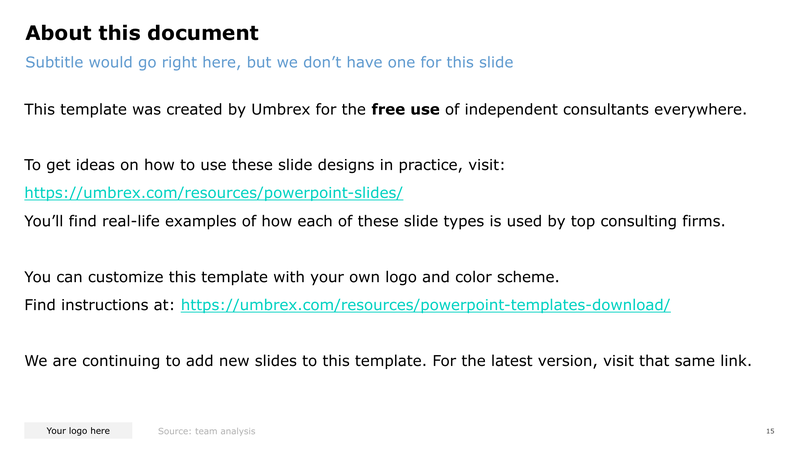 About this document
Subtitle would go right here, but we don’t have one for this slide
This template was created by Umbrex for the free use of independent consultants everywhere.
To get ideas on how to use these slide designs in practice, visit:
https://umbrex.com/resources/powerpoint-slides/
You’ll find real-life examples of how each of these slide types is used by top consulting firms.
You can customize this template with your own logo and color scheme.
Find instructions at: https://umbrex.com/resources/powerpoint-templates-download/
We are continuing to add new slides to this template. For the latest version, visit that same link.
Your logo here
Source: team analysis
15